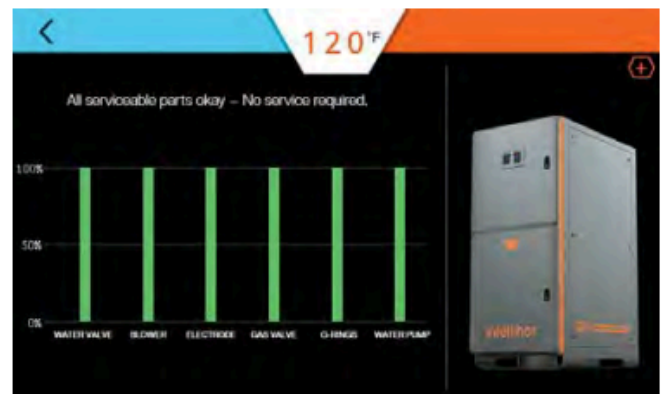 120°F
All serviceable parts okay – No service required.
100%
50%
0%
WATER VALVE BLOWER ELECTRODE GAS VALVE O-RINGS WATER PUMP